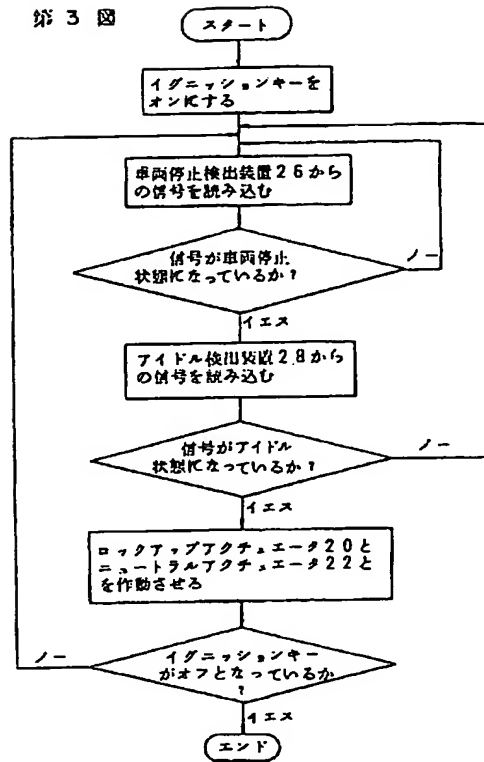 第3図
スタート
イグニッションキーを
オンにする
車両停止検出装置26から
の信号を読み込む
信号が車両停止
状態になっているか?
ノー
イエス
アイドル検出装置28から
の信号を読み込む
信号がアイドル
状態になっているか?
ノー
イエス
ロックアップアクチュエータ20と
ニュートラルアクチュエータ22と
を作動させる
ノー
イグニッションキー
がオフとなっているか
?
イエス
エンド